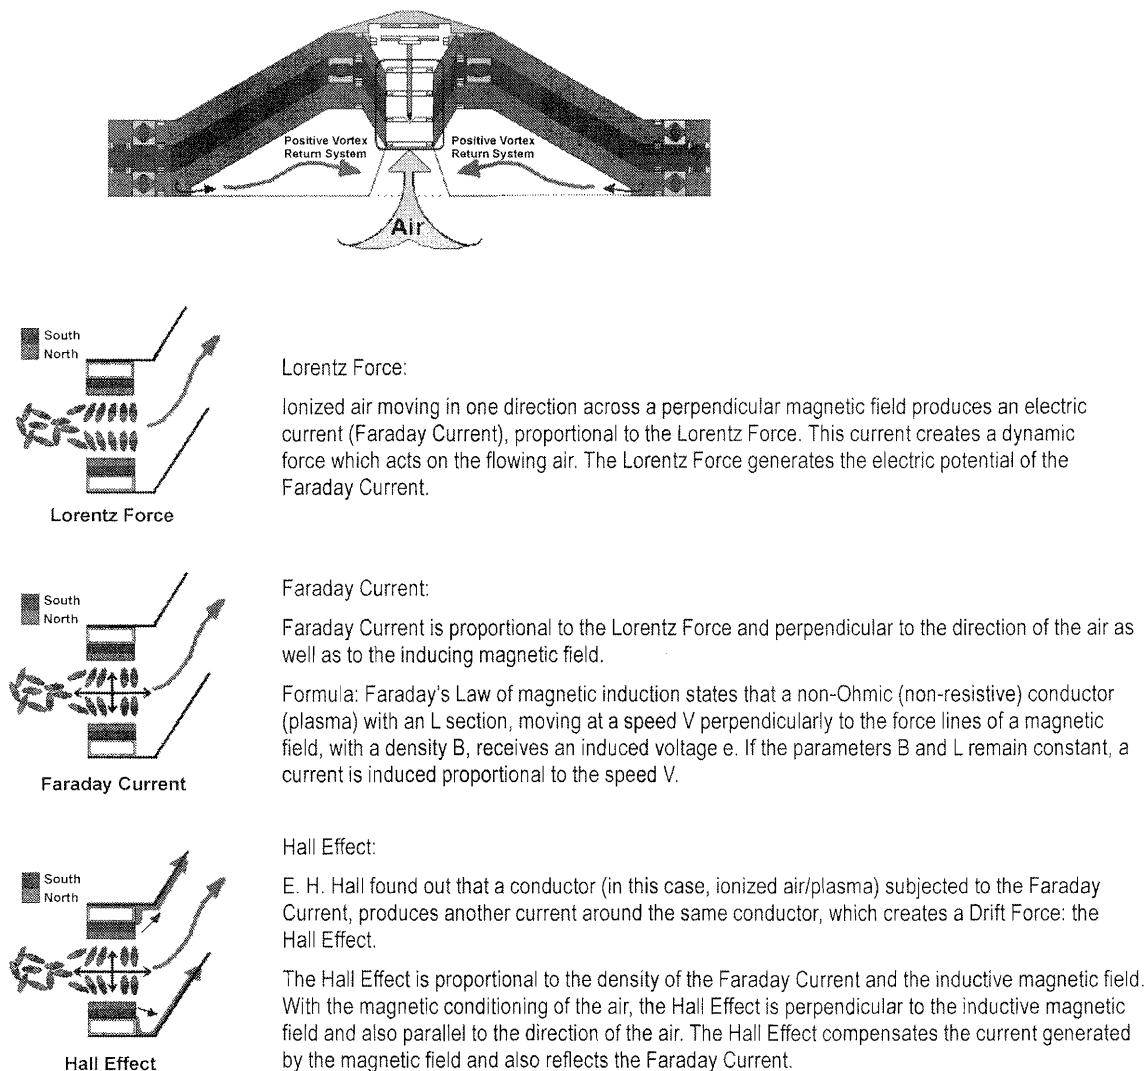 Positive Vortex
Return System
Positive Vortex
Return System
Air
South
North
Lorentz Force
Lorentz Force:
Ionized air moving in one direction across a perpendicular magnetic field produces an electric
current (Faraday Current), proportional to the Lorentz Force. This current creates a dynamic
force which acts on the flowing air. The Lorentz Force generates the electric potential of the
Faraday Current.
South
North
Faraday Current
Faraday Current:
Faraday Current is proportional to the Lorentz Force and perpendicular to the direction of the air as
well as to the inducing magnetic field.
Formula: Faraday's Law of magnetic induction states that a non-Ohmic (non-resistive) conductor
(plasma) with an L section, moving at a speed V perpendicularly to the force lines of a magnetic
field, with a density B, receives an induced voltage e. If the parameters B and L remain constant, a
current is induced proportional to the speed V.
South
North
Hall Effect
Hall Effect:
E. H. Hall found out that a conductor (in this case, ionized air/plasma) subjected to the Faraday
Current, produces another current around the same conductor, which creates a Drift Force: the
Hall Effect.
The Hall Effect is proportional to the density of the Faraday Current and the inductive magnetic field.
With the magnetic conditioning of the air, the Hall Effect is perpendicular to the inductive magnetic
field and also parallel to the direction of the air. The Hall Effect compensates the current generated
by the magnetic field and also reflects the Faraday Current.